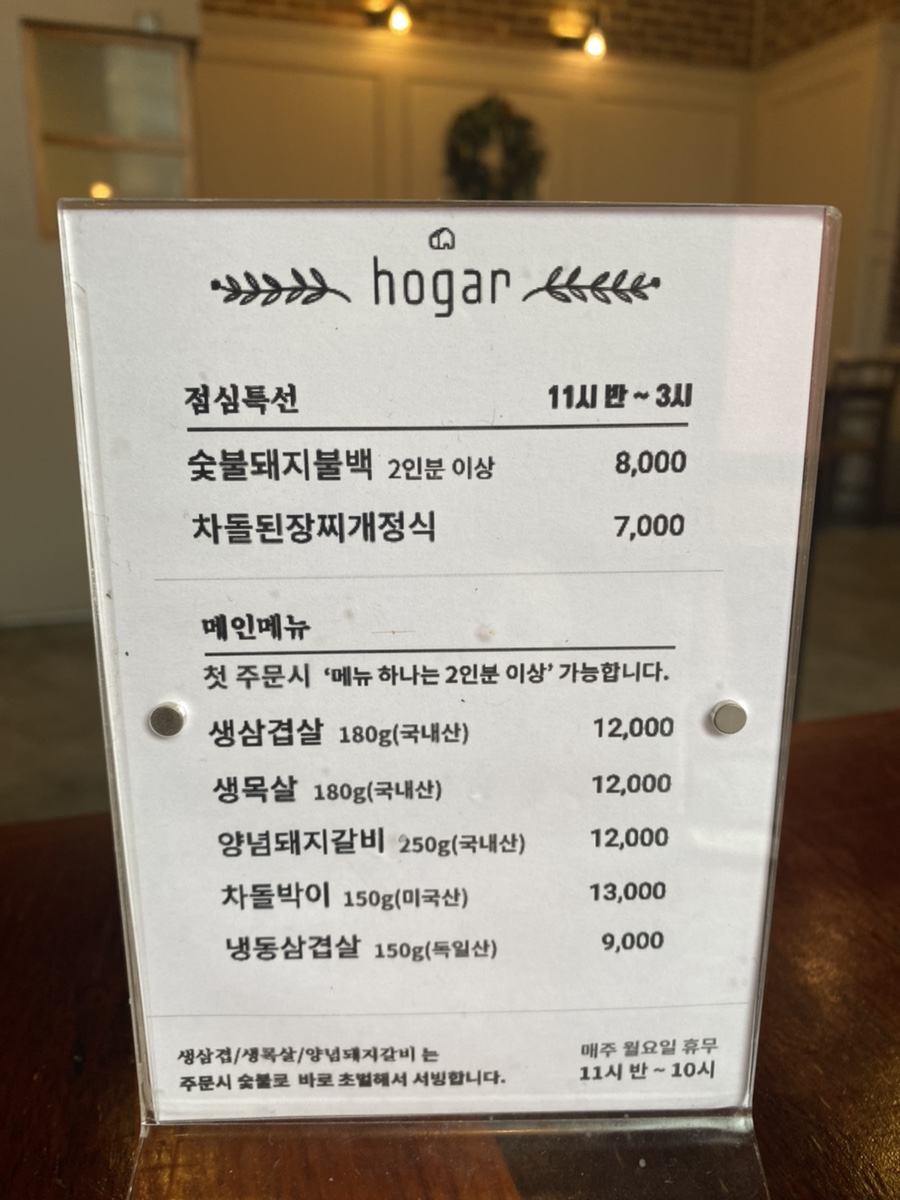 hogar
점심특선 11시 반 ~ 3시
숯불돼지불백 2인분 이상 8,000
차돌된장찌개정식 7,000
메인메뉴
첫 주문시 ‘메뉴 하나는 2인분 이상’ 가능합니다.
생삼겹살 180g(국내산) 12,000
생목살 180g(국내산) 12,000
양념돼지갈비 250g(국내산) 12,000
차돌박이 150g(미국산) 13,000
냉동삼겹살 150g(독일산) 9,000
생삼겹/생목살/양념돼지갈비 는
주문시 숯불로 바로 초벌해서 서빙합니다.
매주 월요일 휴무
11시 반 ~ 10시